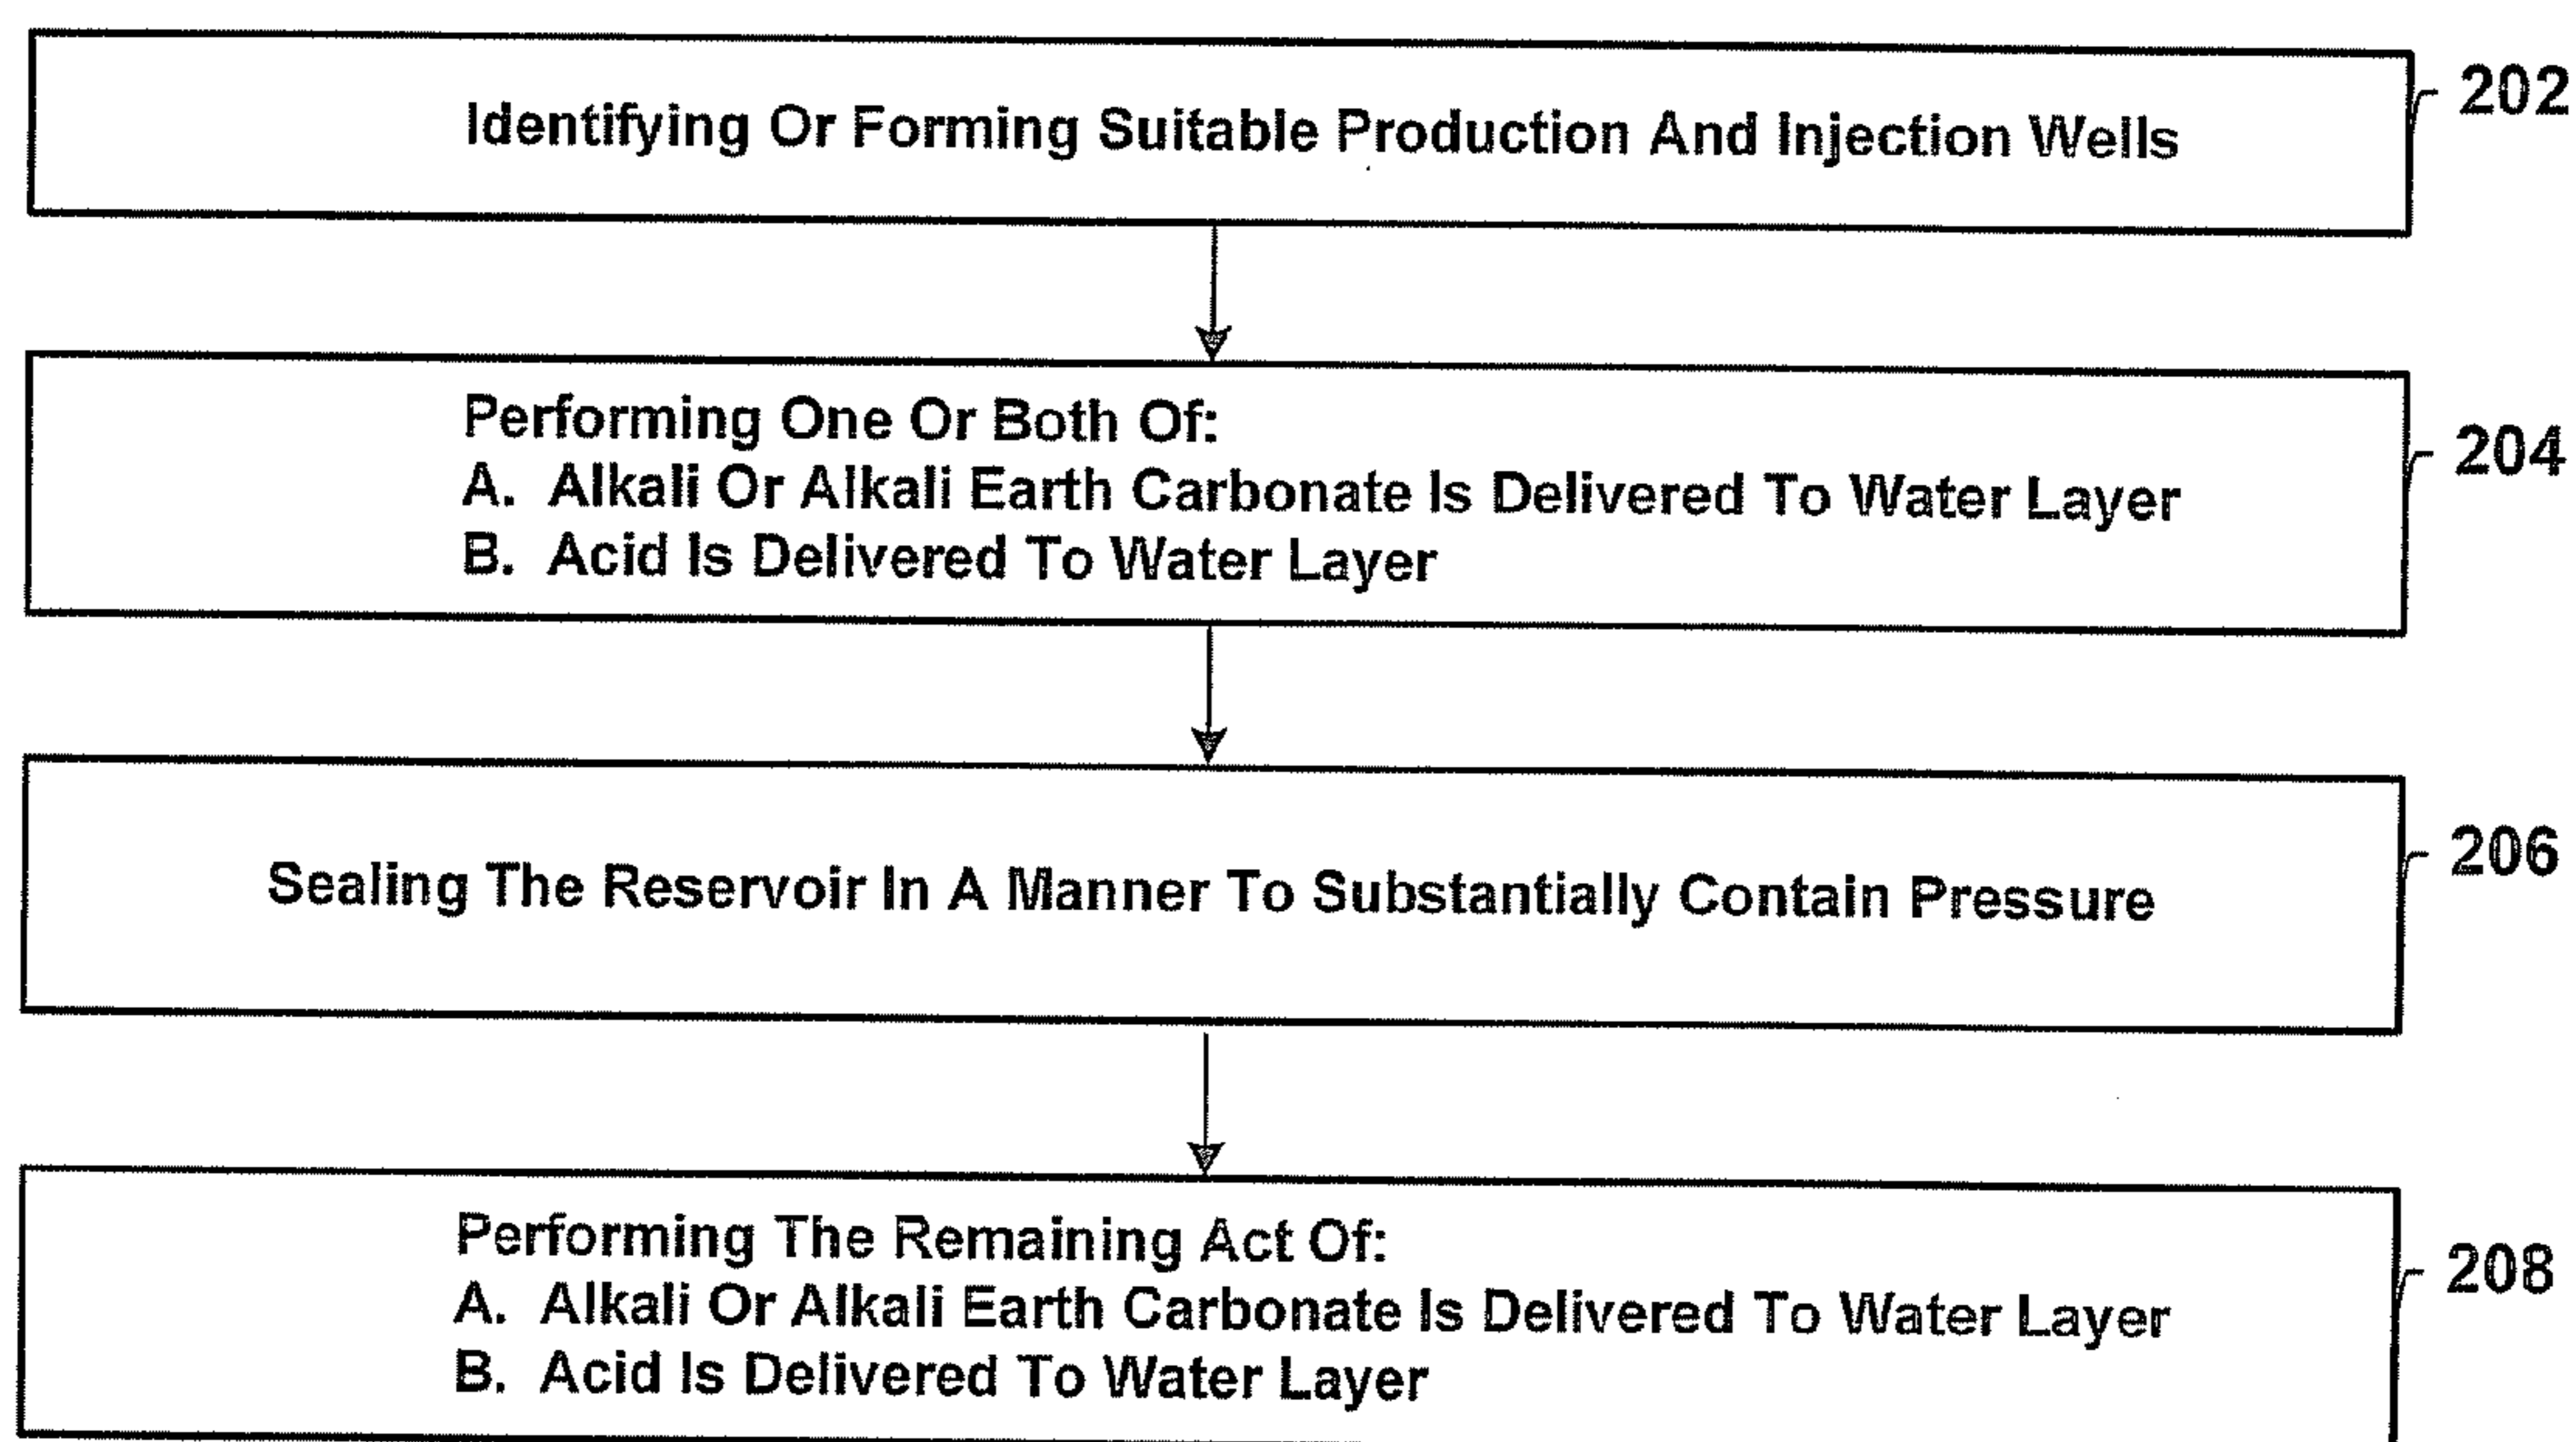 Identifying Or Forming Suitable Production And Injection Wells
202
Performing One Or Both Of:
A. Alkali Or Alkali Earth Carbonate Is Delivered To Water Layer
B. Acid Is Delivered To Water Layer
204
Sealing The Reservoir In A Manner To Substantially Contain Pressure
206
Performing The Remaining Act Of:
A. Alkali Or Alkali Earth Carbonate Is Delivered To Water Layer
B. Acid Is Delivered To Water Layer
208